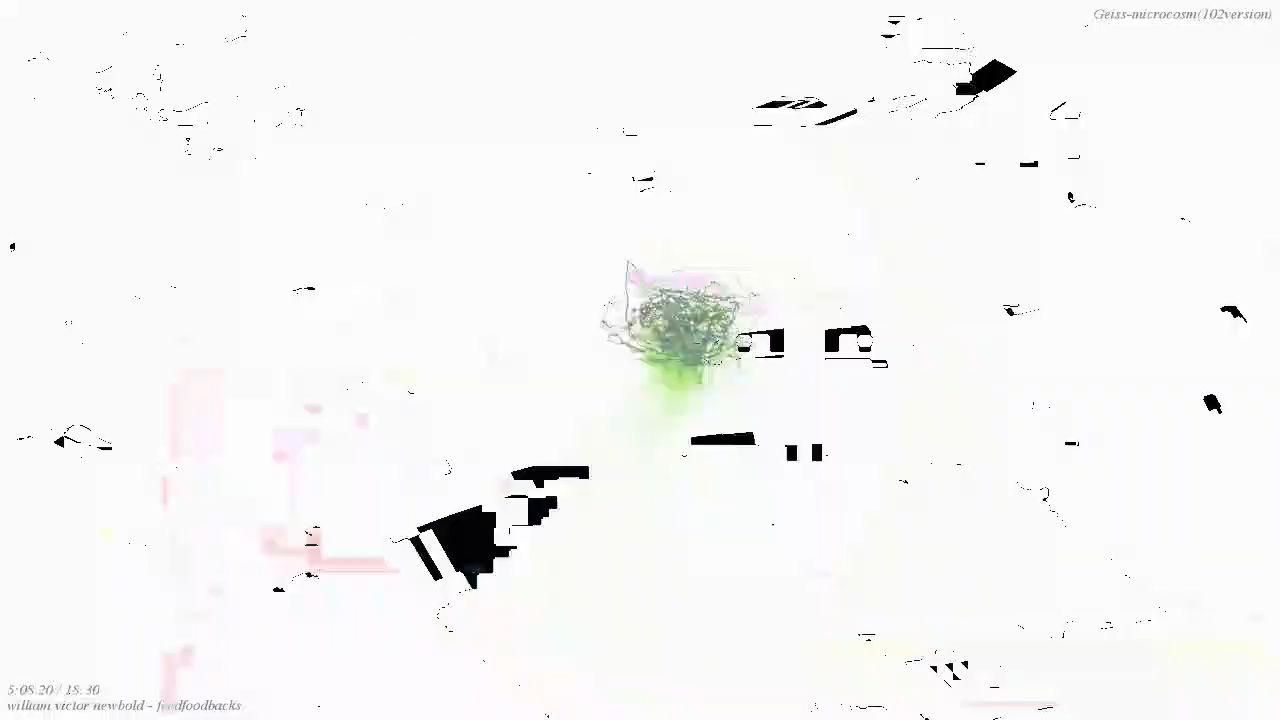 Geiss-microcosm(102version)
5:08.20 / 18:30
william victor newbold - feedfoodbacks